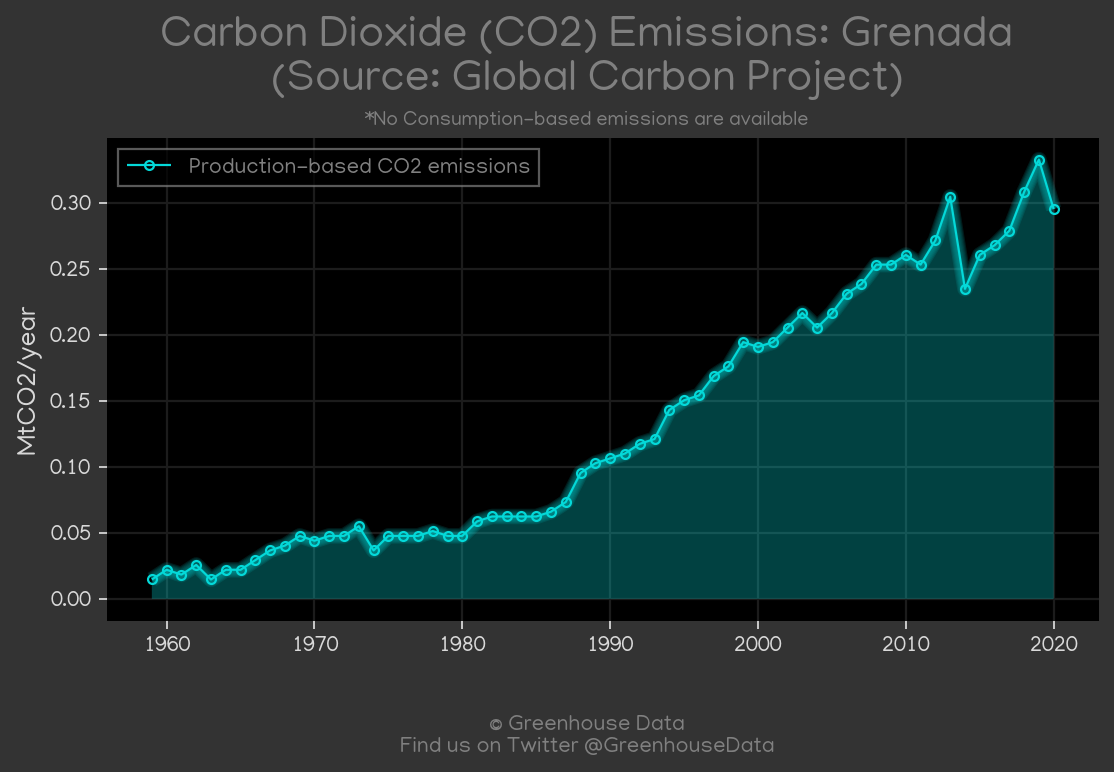 Carbon Dioxide (CO2) Emissions: Grenada
(Source: Global Carbon Project)
*No Consumption-based emissions are available
Production-based CO2 emissions
MtCO2/year
0.30
0.25
0.20
0.15
0.10
0.05
0.00
1960 1970 1980 1990 2000 2010 2020
© Greenhouse Data
Find us on Twitter @GreenhouseData